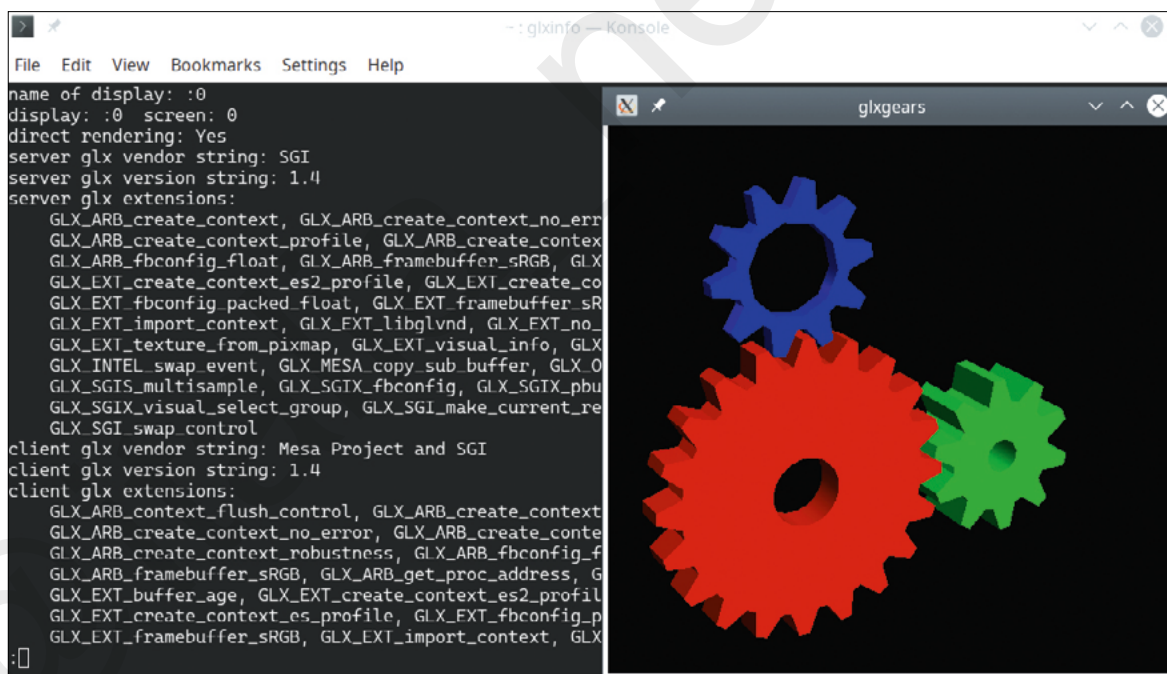 ~ : glxinfo — Konsole
File Edit View Bookmarks Settings Help
name of display: :0
display: :0 screen: 0
direct rendering: Yes
server glx vendor string: SGI
server glx version string: 1.4
server glx extensions:
GLX_ARB_create_context, GLX_ARB_create_context_no_err
GLX_ARB_create_context_profile, GLX_ARB_create_contex
GLX_ARB_fbconfig_float, GLX_ARB_framebuffer_sRGB, GLX
GLX_EXT_create_context_es2_profile, GLX_EXT_create_co
GLX_EXT_fbconfig_packed_float, GLX_EXT_framebuffer_sR
GLX_EXT_import_context, GLX_EXT_libglvnd, GLX_EXT_no_
GLX_EXT_texture_from_pixmap, GLX_EXT_visual_info, GLX
GLX_INTEL_swap_event, GLX_MESA_copy_sub_buffer, GLX_O
GLX_SGIS_multisample, GLX_SGIX_fbconfig, GLX_SGIX_pbu
GLX_SGIX_visual_select_group, GLX_SGI_make_current_re
GLX_SGI_swap_control
client glx vendor string: Mesa Project and SGI
client glx version string: 1.4
client glx extensions:
GLX_ARB_context_flush_control, GLX_ARB_create_context
GLX_ARB_create_context_no_error, GLX_ARB_create_conte
GLX_ARB_create_context_robustness, GLX_ARB_fbconfig_f
GLX_ARB_framebuffer_sRGB, GLX_ARB_get_proc_address, G
GLX_EXT_buffer_age, GLX_EXT_create_context_es2_profil
GLX_EXT_create_context_es_profile, GLX_EXT_fbconfig_p
GLX_EXT_framebuffer_sRGB, GLX_EXT_import_context, GLX
:
glxgears